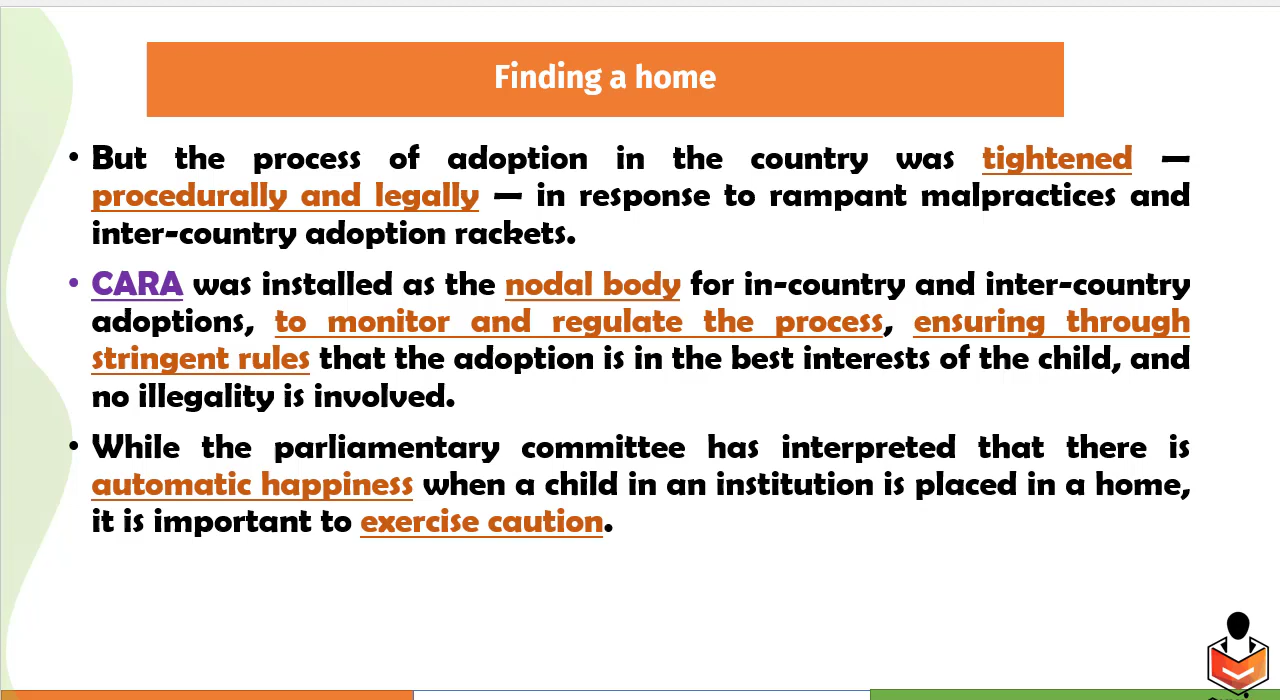 Finding a home
• But the process of adoption in the country was tightened —
procedurally and legally — in response to rampant malpractices and
inter-country adoption rackets.
• CARA was installed as the nodal body for in-country and inter-country
adoptions, to monitor and regulate the process, ensuring through
stringent rules that the adoption is in the best interests of the child, and
no illegality is involved.
• While the parliamentary committee has interpreted that there is
automatic happiness when a child in an institution is placed in a home,
it is important to exercise caution.